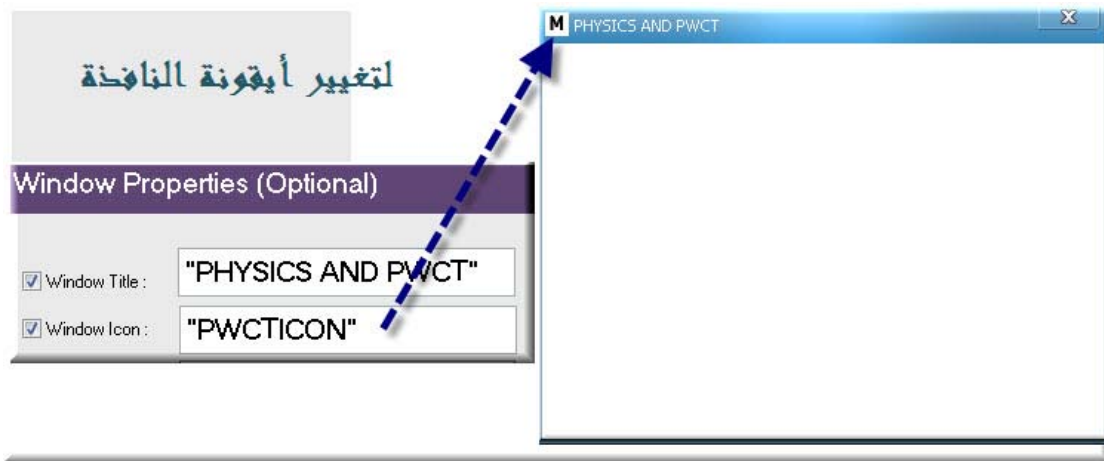 لتغيير أيقونة النافذة
M PHYSICS AND PWCT
Window Properties (Optional)
Window Title : "PHYSICS AND PWCT"
Window Icon : "PWCTICON"